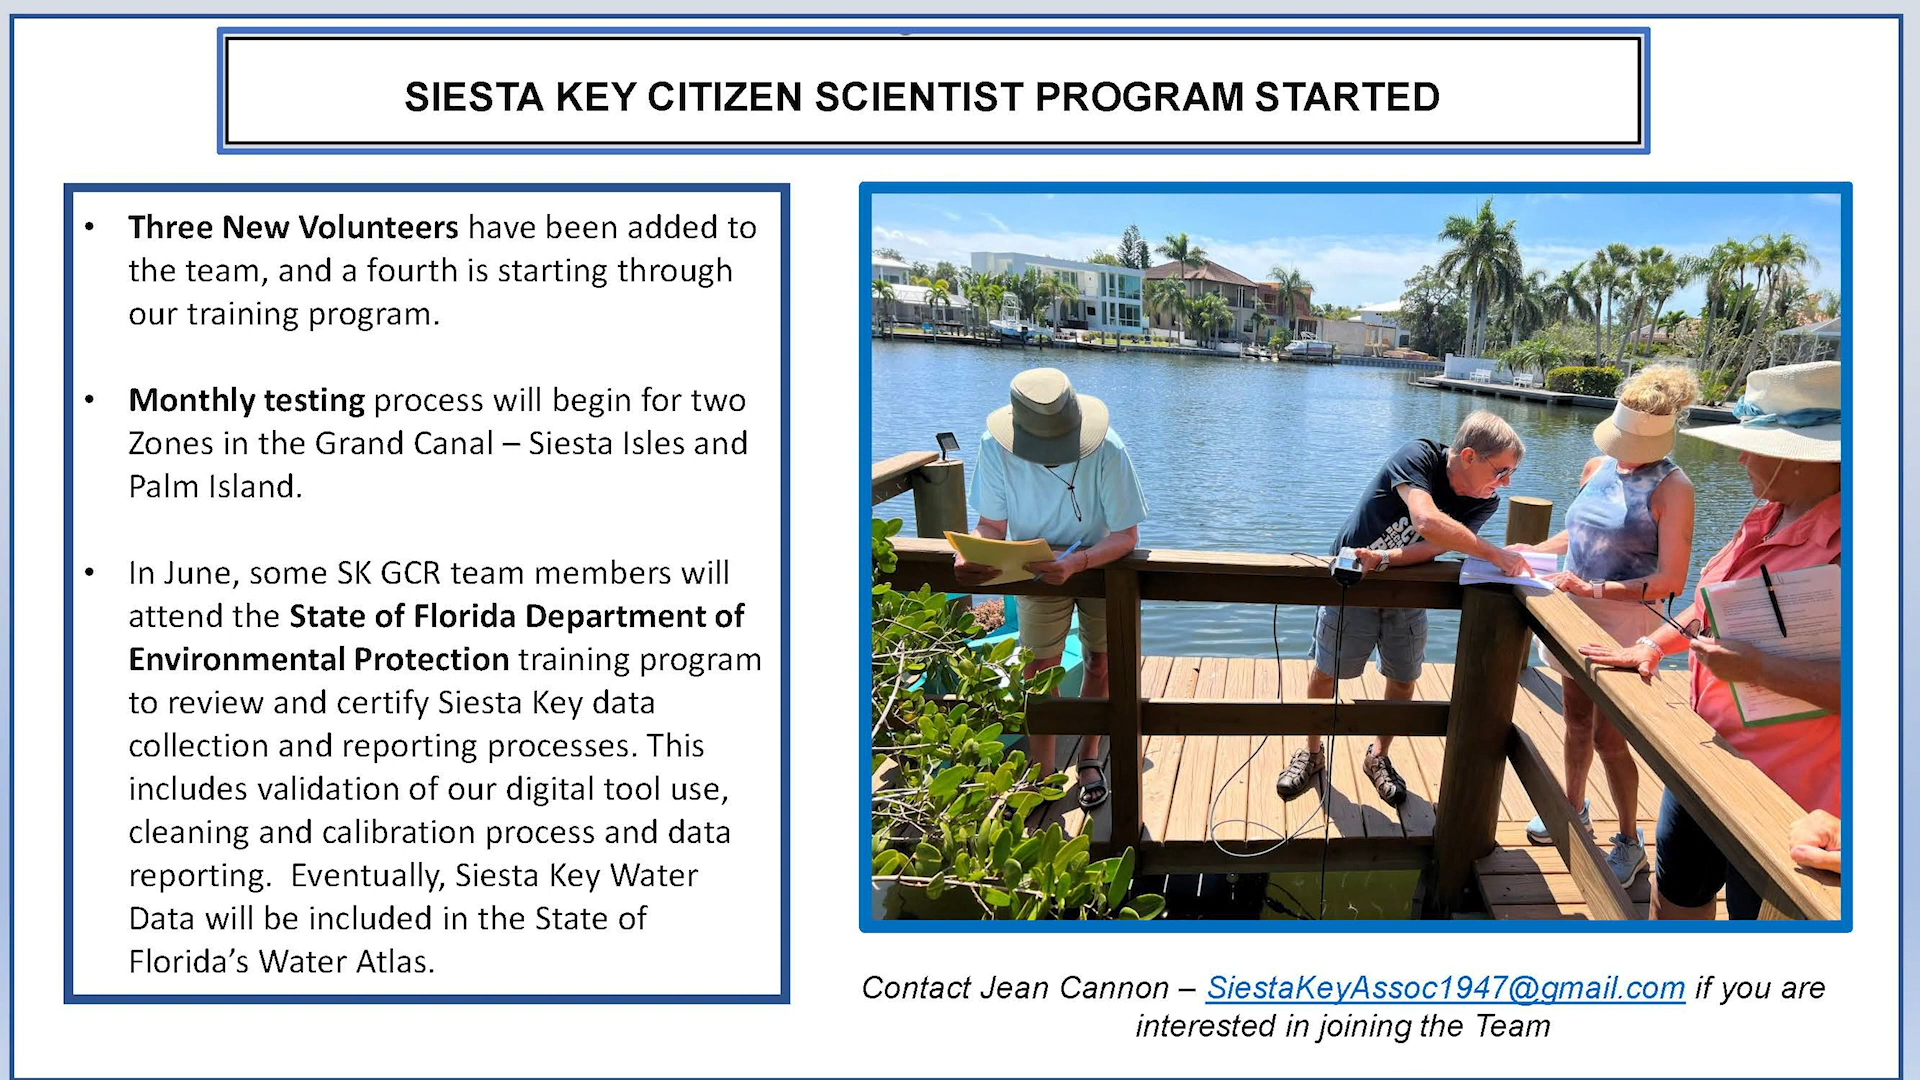 SIESTA KEY CITIZEN SCIENTIST PROGRAM STARTED
• Three New Volunteers have been added to
the team, and a fourth is starting through
our training program.
• Monthly testing process will begin for two
Zones in the Grand Canal – Siesta Isles and
Palm Island.
• In June, some SK GCR team members will
attend the State of Florida Department of
Environmental Protection training program
to review and certify Siesta Key data
collection and reporting processes. This
includes validation of our digital tool use,
cleaning and calibration process and data
reporting.  Eventually, Siesta Key Water
Data will be included in the State of
Florida’s Water Atlas.
Contact Jean Cannon – SiestaKeyAssoc1947@gmail.com if you are
interested in joining the Team